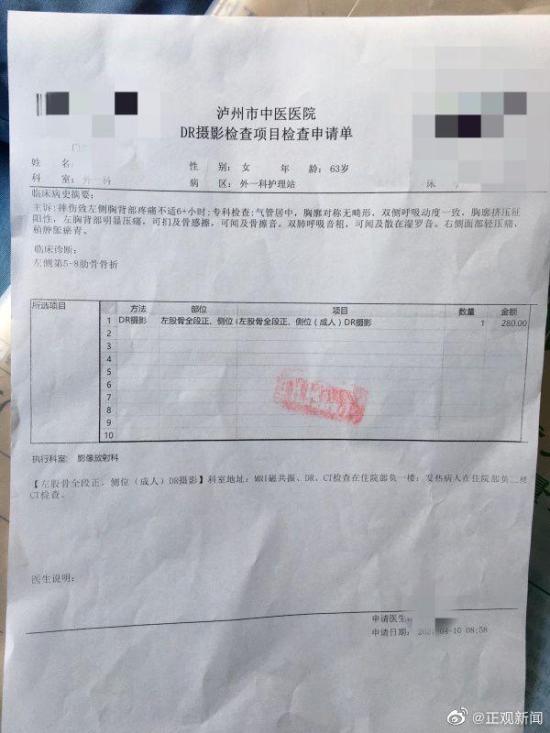 泸州市中医医院
DR摄影检查项目检查申请单
姓名
性别：女 年龄：63岁
科室：外一科 病区：外一科护理站 床
临床病史摘要：
主诉：摔伤致左侧胸背部疼痛不适6+小时；专科检查：气管居中，胸廓对称无畸形，双侧呼吸动度一致，胸廓挤压征
阳性，左胸背部明显压痛，可扪及骨感擦，可闻及骨擦音。双肺呼吸音粗，可闻及散在湿罗音。右侧面部轻压痛，
稍肿胀瘀青。
临床诊断：
左侧第5-8肋骨骨折
所选项目 方法 部位 项目 数量 金额
1 DR摄影 左股骨全段正、侧位 (左股骨全段正、侧位（成人）DR摄影 1 280.00
2
3
4
5
6
7
8
9
10
执行科室：影像放射科
【左股骨全段正、侧位（成人）DR摄影】科室地址：MRI磁共振、DR、CT检查在住院部负一楼；发热病人在住院部负二楼
CT检查。
医生说明：
申请医生
申请日期：04-10 08:58
@正观新闻